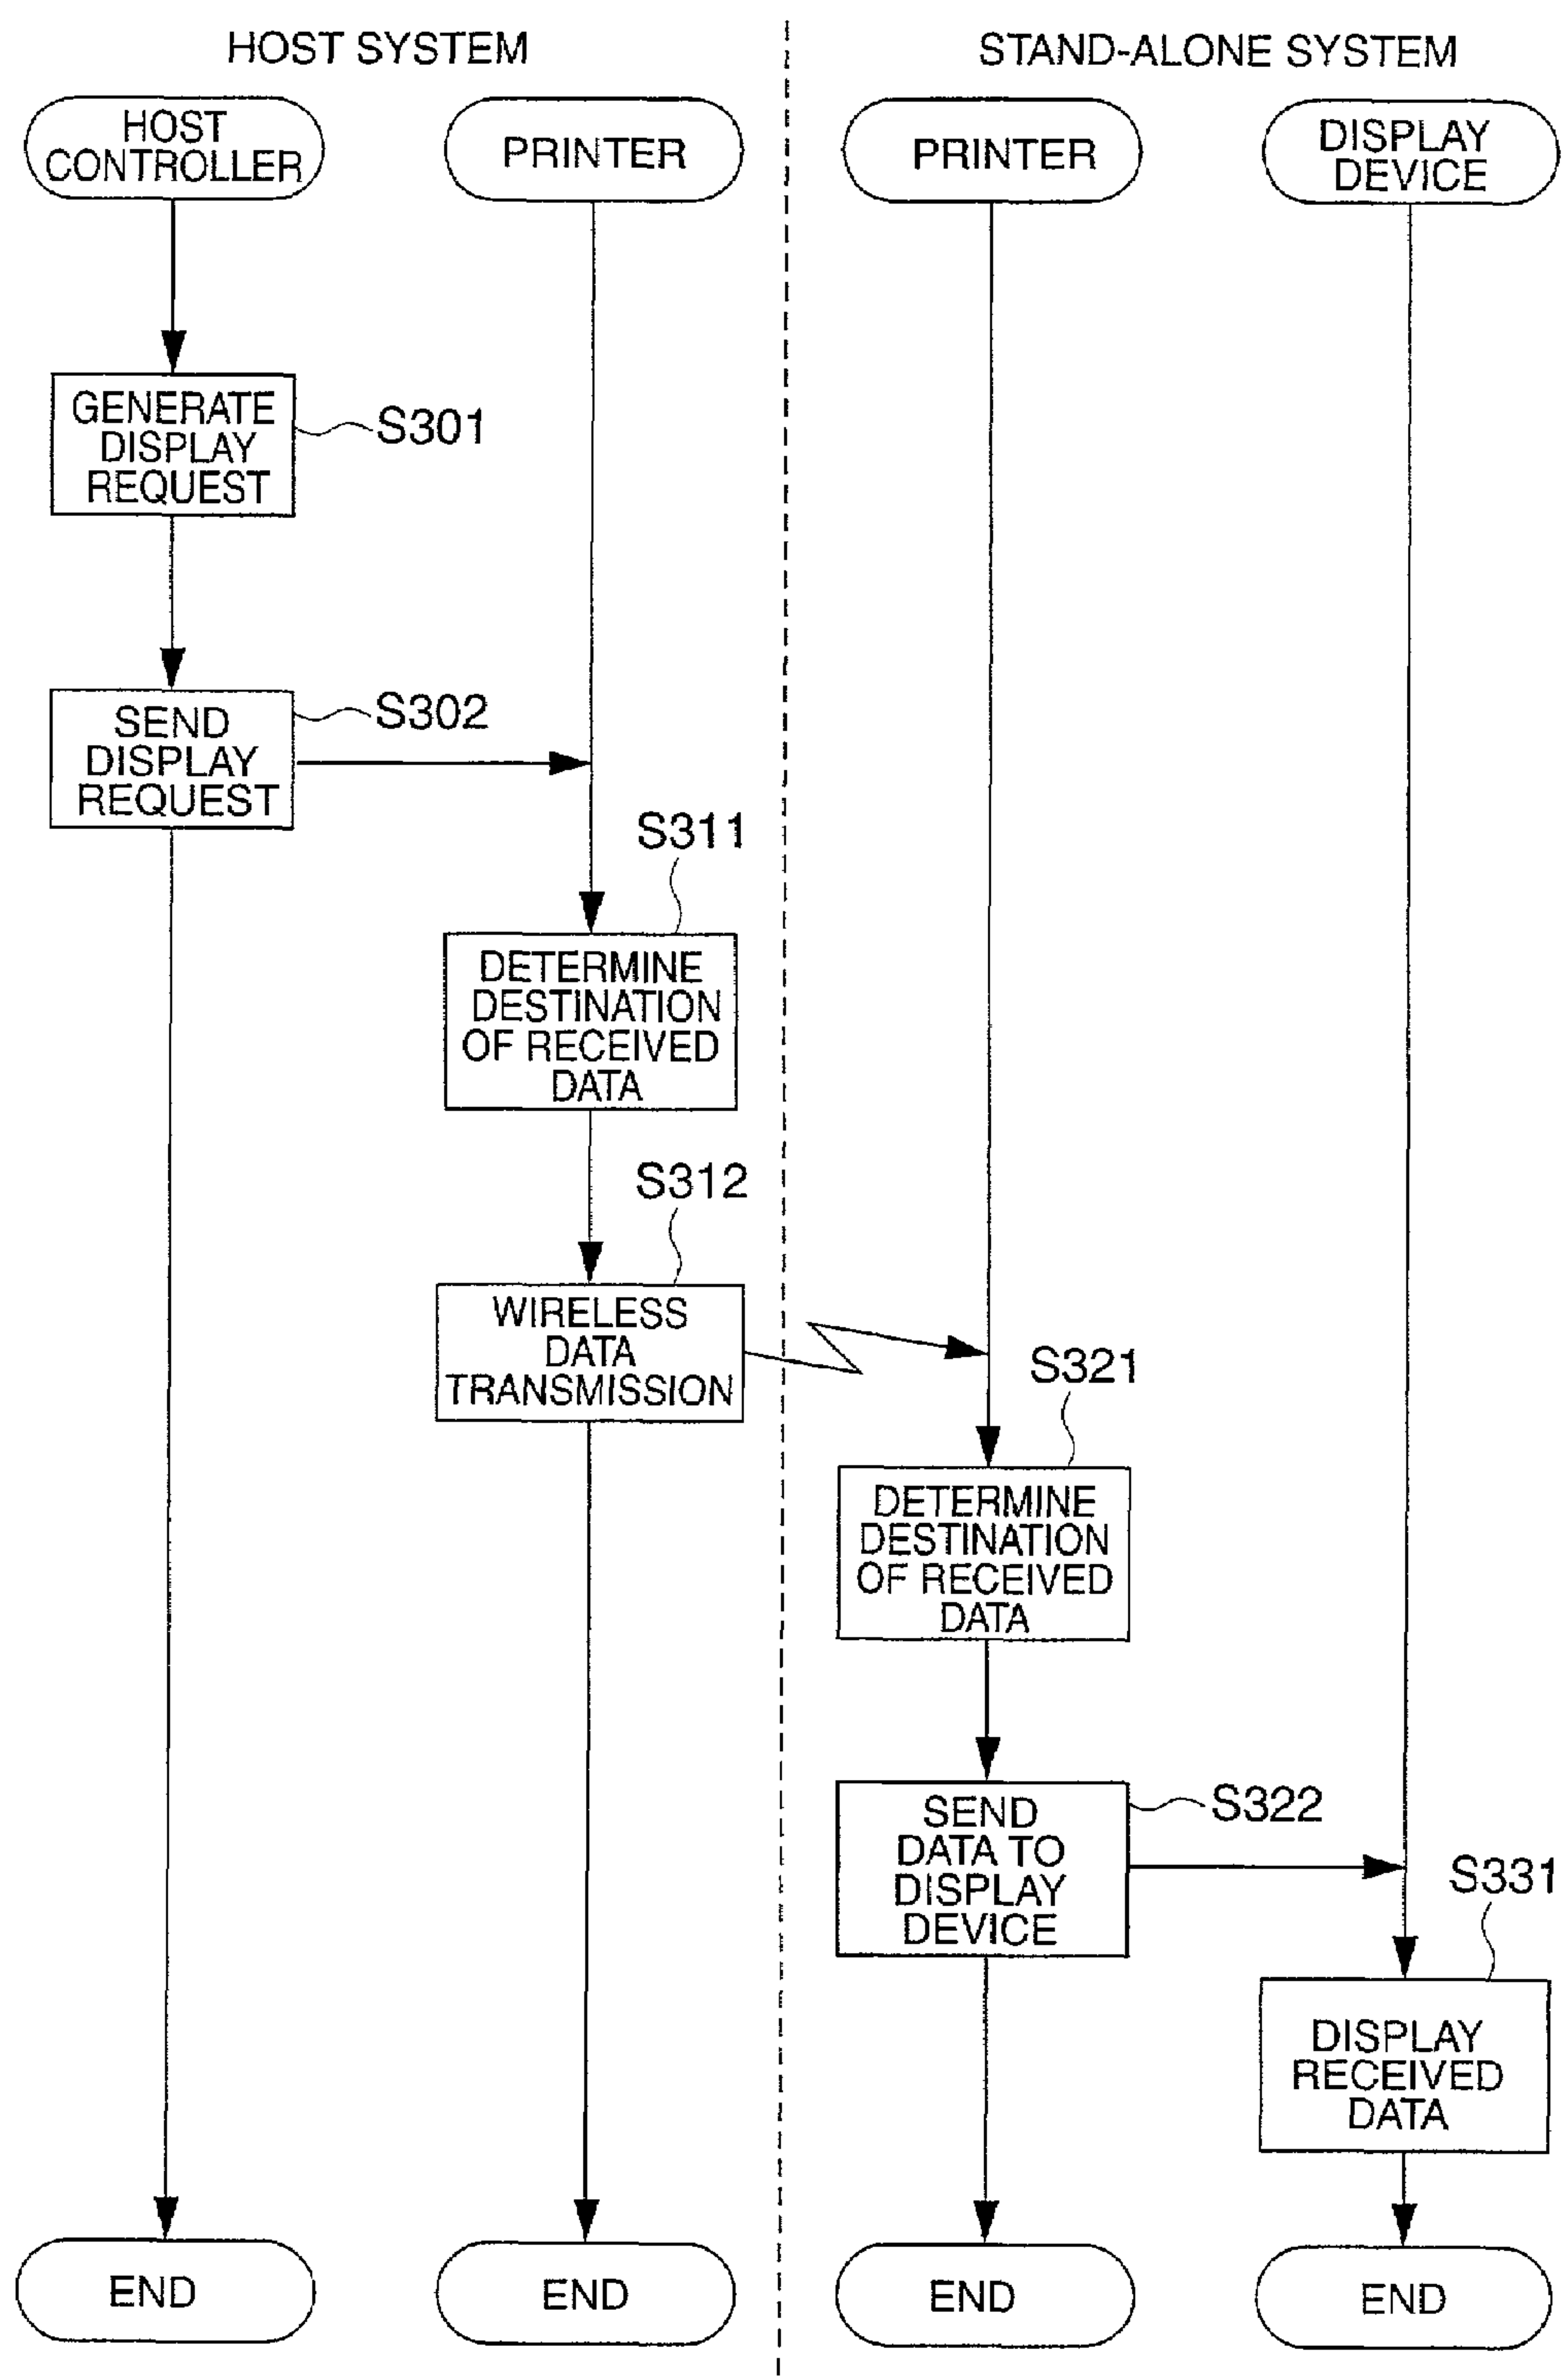 HOST SYSTEM
STAND-ALONE SYSTEM
HOST
CONTROLLER
PRINTER
PRINTER
DISPLAY
DEVICE
GENERATE
DISPLAY
REQUEST
S301
SEND
DISPLAY
REQUEST
S302
S311
DETERMINE
DESTINATION
OF RECEIVED
DATA
S312
WIRELESS
DATA
TRANSMISSION
S321
DETERMINE
DESTINATION
OF RECEIVED
DATA
SEND
DATA TO
DISPLAY
DEVICE
S322
S331
DISPLAY
RECEIVED
DATA
END
END
END
END